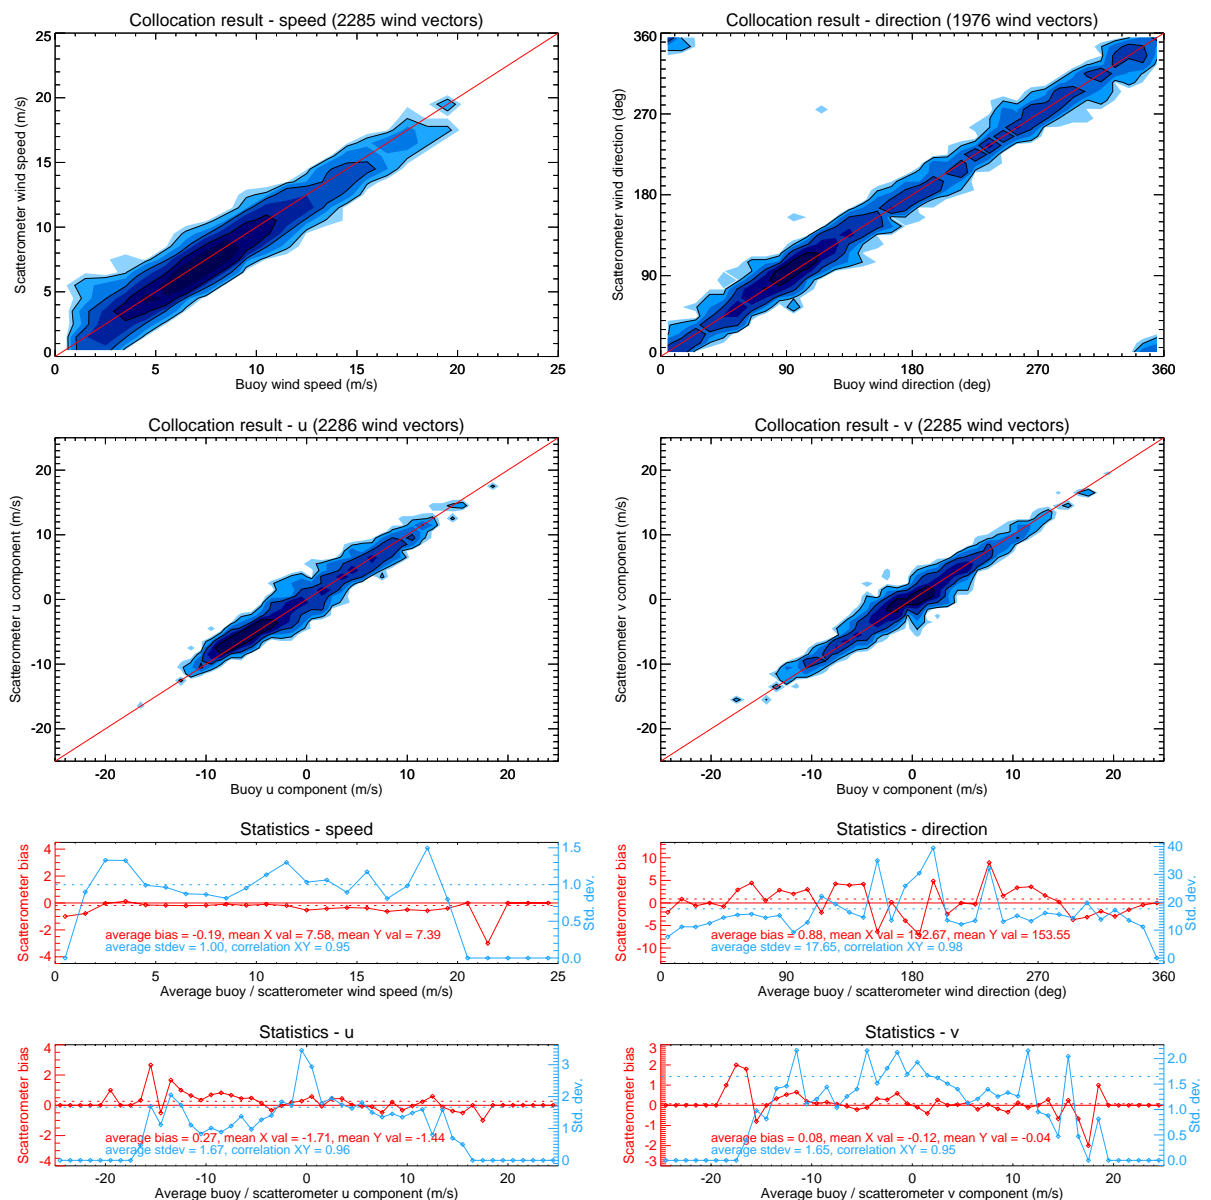 Collocation result - speed (2285 wind vectors)
Scatterometer wind speed (m/s)
25
20
15
10
5
0
0 5 10 15 20 25
Buoy wind speed (m/s)
Collocation result - direction (1976 wind vectors)
Scatterometer wind direction (deg)
360
270
180
90
0
0 90 180 270 360
Buoy wind direction (deg)
Collocation result - u (2286 wind vectors)
Scatterometer u component (m/s)
20
10
0
-10
-20
-20 -10 0 10 20
Buoy u component (m/s)
Collocation result - v (2285 wind vectors)
Scatterometer v component (m/s)
20
10
0
-10
-20
-20 -10 0 10 20
Buoy v component (m/s)
Statistics - speed
Scatterometer bias
4
2
0
-2
-4
Std. dev.
1.5
1.0
0.5
0.0
average bias = -0.19, mean X val = 7.58, mean Y val = 7.39
average stdev = 1.00, correlation XY = 0.95
0 5 10 15 20 25
Average buoy / scatterometer wind speed (m/s)
Statistics - direction
Scatterometer bias
10
5
0
-5
-10
Std. dev.
40
30
20
10
0
average bias = 0.88, mean X val = 152.67, mean Y val = 153.55
average stdev = 17.65, correlation XY = 0.98
0 90 180 270 360
Average buoy / scatterometer wind direction (deg)
Statistics - u
Scatterometer bias
4
2
0
-2
-4
Std. dev.
3
2
1
0
average bias = 0.27, mean X val = -1.71, mean Y val = -1.44
average stdev = 1.67, correlation XY = 0.96
-20 -10 0 10 20
Average buoy / scatterometer u component (m/s)
Statistics - v
Scatterometer bias
3
2
1
0
-1
-2
-3
Std. dev.
2.0
1.5
1.0
0.5
0.0
average bias = 0.08, mean X val = -0.12, mean Y val = -0.04
average stdev = 1.65, correlation XY = 0.95
-20 -10 0 10 20
Average buoy / scatterometer v component (m/s)